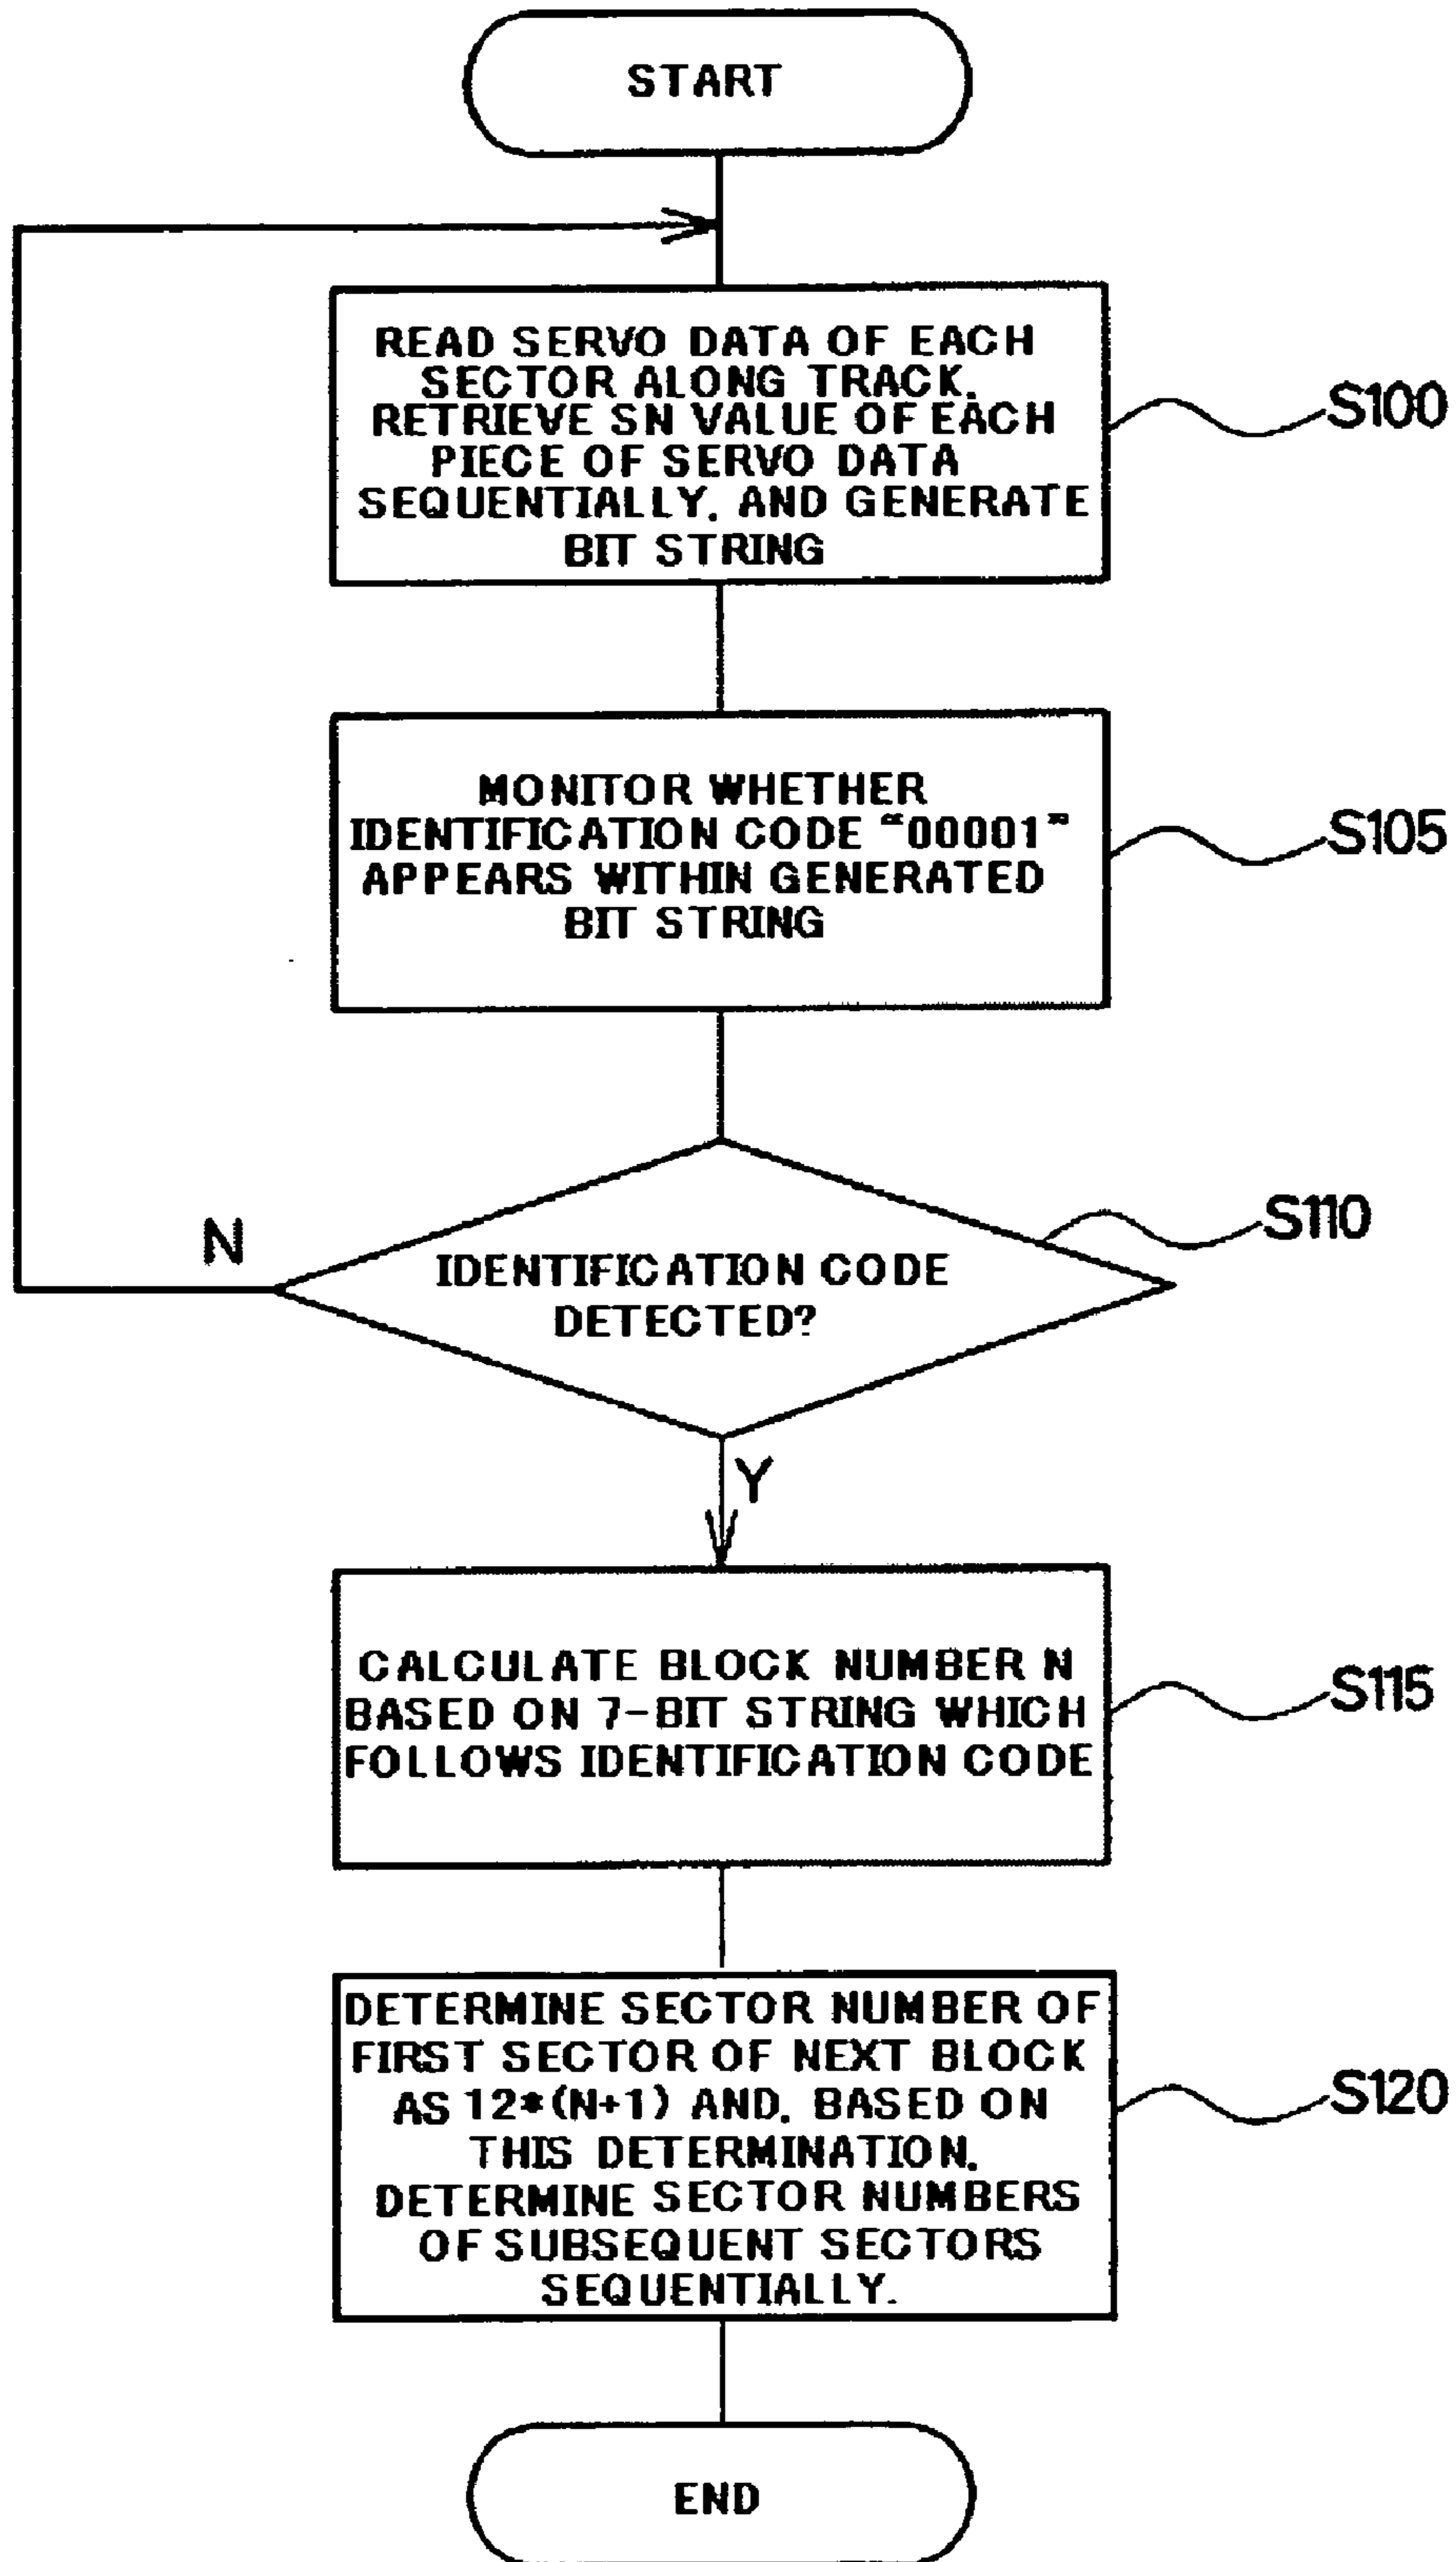 START
READ SERVO DATA OF EACH
SECTOR ALONG TRACK.
RETRIEVE SN VALUE OF EACH
PIECE OF SERVO DATA
SEQUENTIALLY. AND GENERATE
BIT STRING
S100
MONITOR WHETHER
IDENTIFICATION CODE "00001"
APPEARS WITHIN GENERATED
BIT STRING
S105
S110
N
IDENTIFICATION CODE
DETECTED?
Y
CALCULATE BLOCK NUMBER N
BASED ON 7-BIT STRING WHICH
FOLLOWS IDENTIFICATION CODE
S115
DETERMINE SECTOR NUMBER OF
FIRST SECTOR OF NEXT BLOCK
AS 12*(N+1) AND. BASED ON
THIS DETERMINATION.
DETERMINE SECTOR NUMBERS
OF SUBSEQUENT SECTORS
SEQUENTIALLY.
S120
END